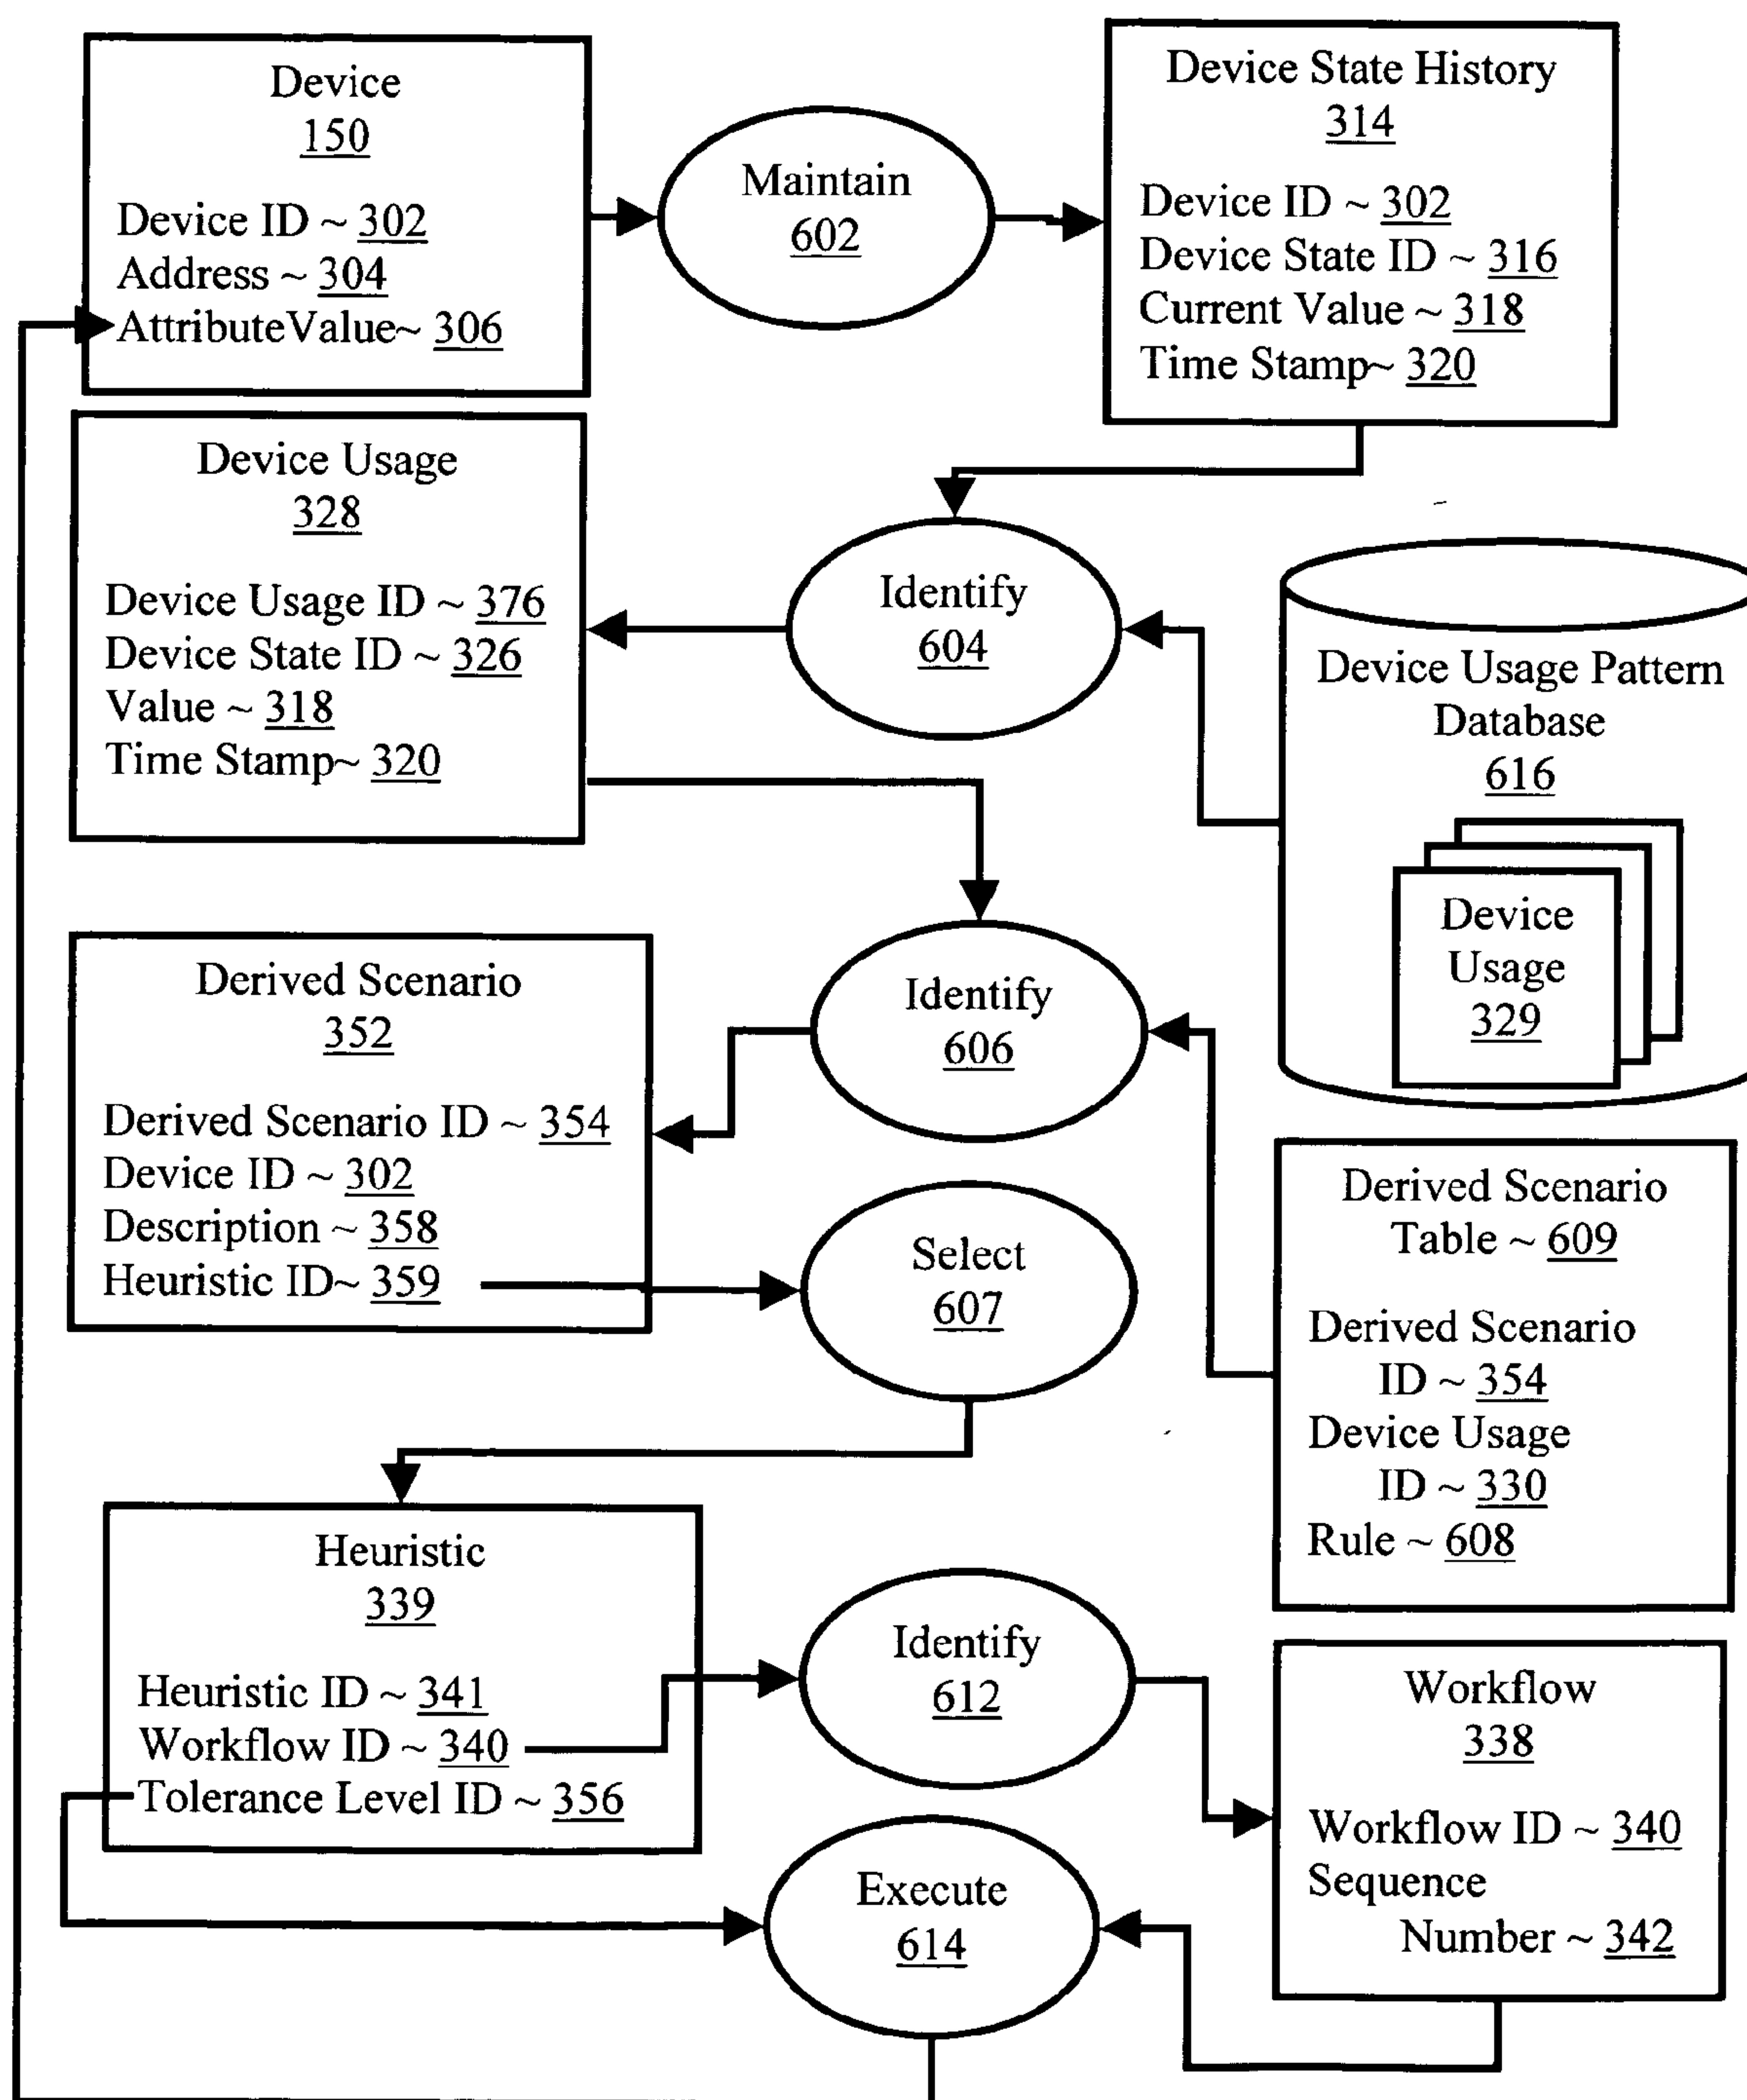 Device
150
Device ID ~ 302
Address ~ 304
AttributeValue~ 306
Maintain
602
Device State History
314
Device ID ~ 302
Device State ID ~ 316
Current Value ~ 318
Time Stamp~ 320
Device Usage
328
Device Usage ID ~ 376
Device State ID ~ 326
Value ~ 318
Time Stamp~ 320
Identify
604
Device Usage Pattern
Database
616
Device
Usage
329
Derived Scenario
352
Derived Scenario ID ~ 354
Device ID ~ 302
Description ~ 358
Heuristic ID~ 359
Identify
606
Select
607
Derived Scenario
Table ~ 609
Derived Scenario
ID ~ 354
Device Usage
ID ~ 330
Rule ~ 608
Heuristic
339
Heuristic ID ~ 341
Workflow ID ~ 340
Tolerance Level ID ~ 356
Identify
612
Execute
614
Workflow
338
Workflow ID ~ 340
Sequence
Number ~ 342